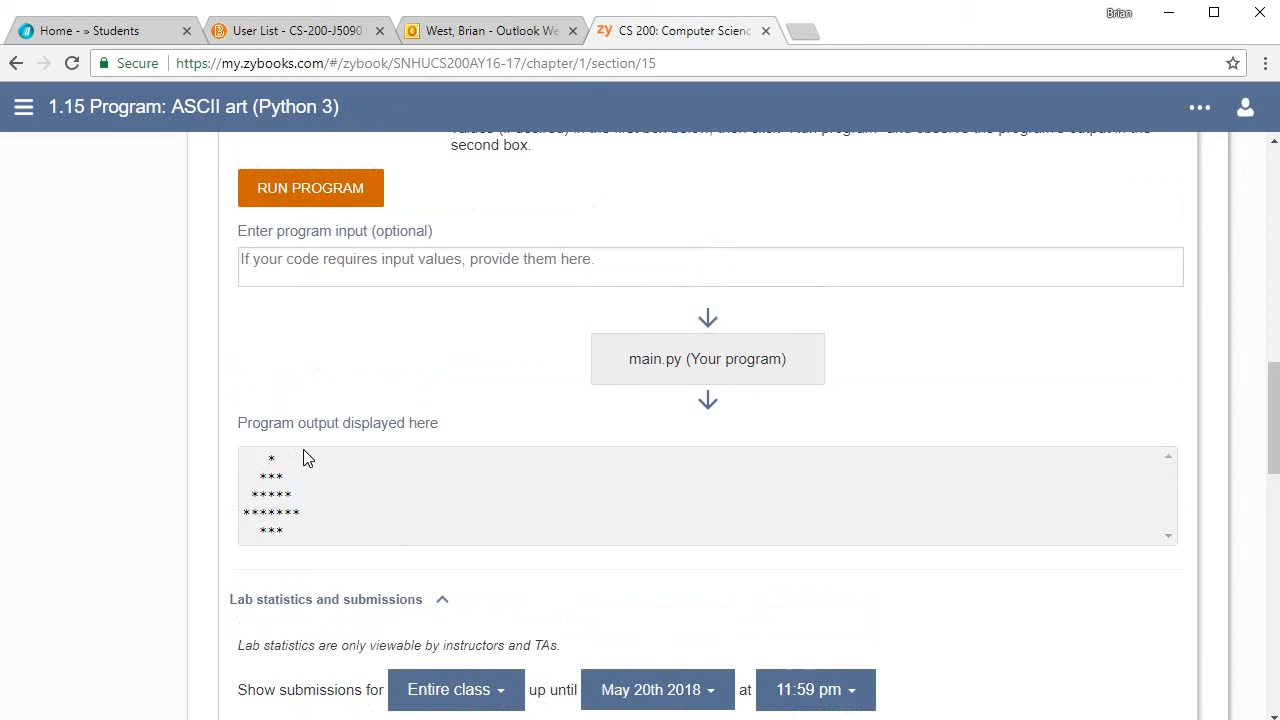 Brian
Home - » Students
User List - CS-200-J5090
West, Brian - Outlook We
zy CS 200: Computer Scienc
Secure https://my.zybooks.com/#/zybook/SNHUCS200AY16-17/chapter/1/section/15
1.15 Program: ASCII art (Python 3)
values (if desired) in the first box below, then click "Run program" and observe the program's output in the
second box.
RUN PROGRAM
Enter program input (optional)
If your code requires input values, provide them here.
main.py (Your program)
Program output displayed here
   *
  ***
 *****
*******
  ***
Lab statistics and submissions
Lab statistics are only viewable by instructors and TAs.
Show submissions for Entire class up until May 20th 2018 at 11:59 pm